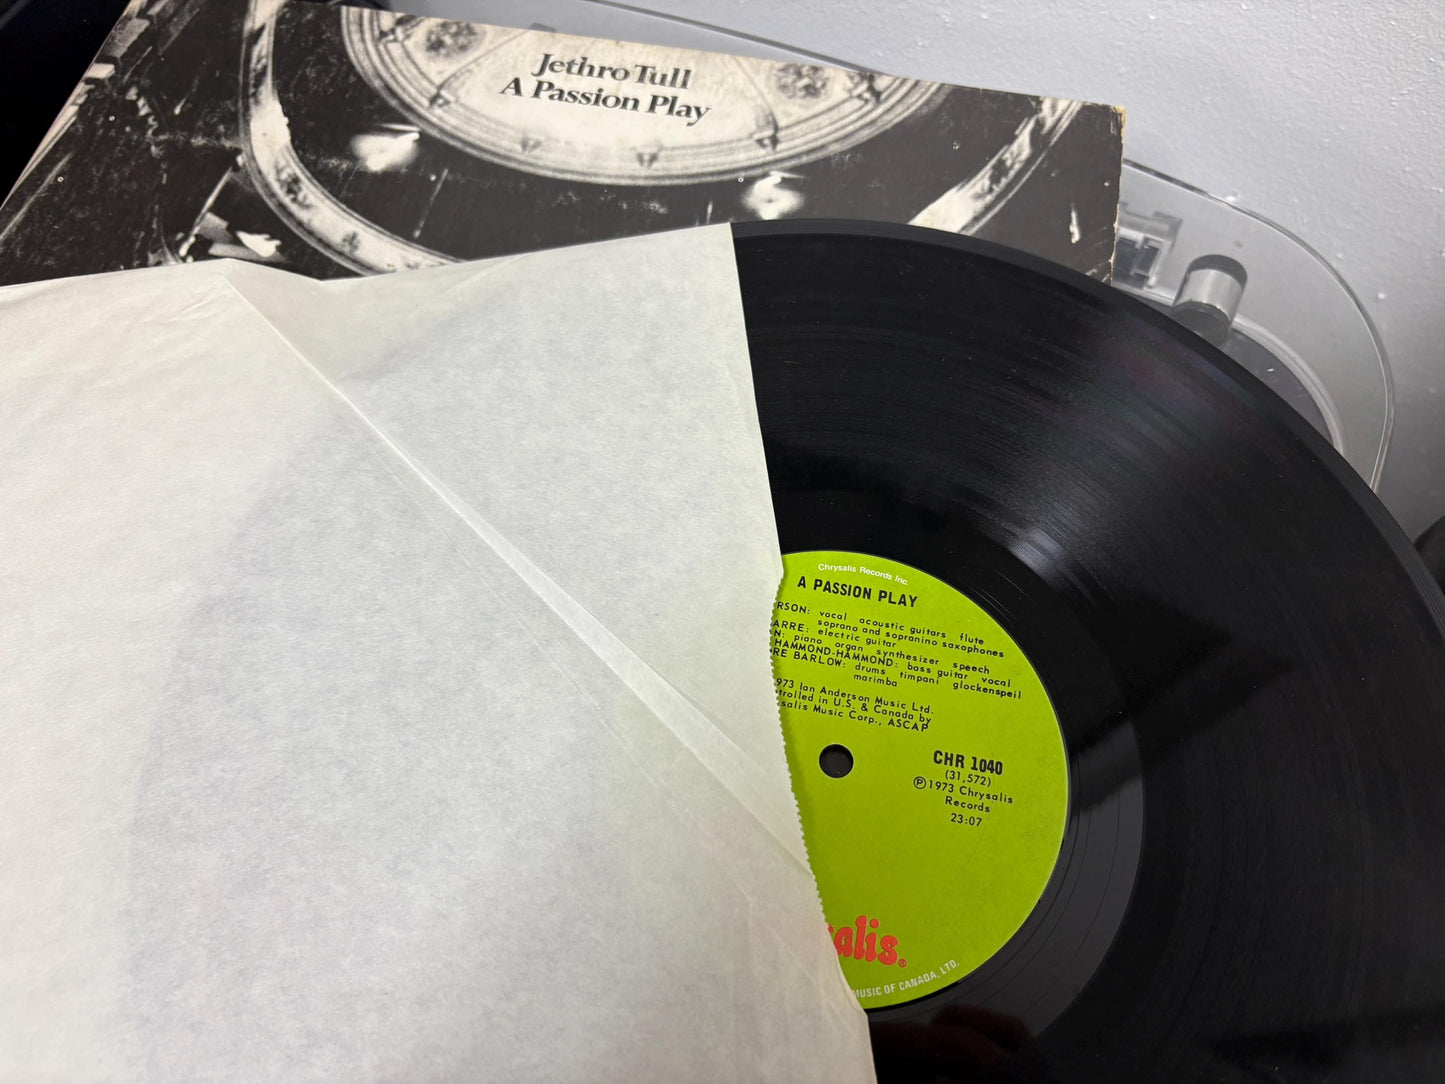 Jethro Tull
A Passion Play
Chrysalis Records Inc.
A PASSION PLAY
RSON: vocal acoustic guitars flute
soprano and sopranino saxophones
ARRE: electric guitar
N: piano organ synthesizer speech
HAMMOND-HAMMOND: bass guitar vocal
RE BARLOW: drums timpani glockenspeil
marimba
973 Ian Anderson Music Ltd.
trolled in U.S. & Canada by
salis Music Corp., ASCAP
CHR 1040
(31,572)
℗ 1973 Chrysalis
Records
23:07
salis®
MUSIC OF CANADA, LTD.